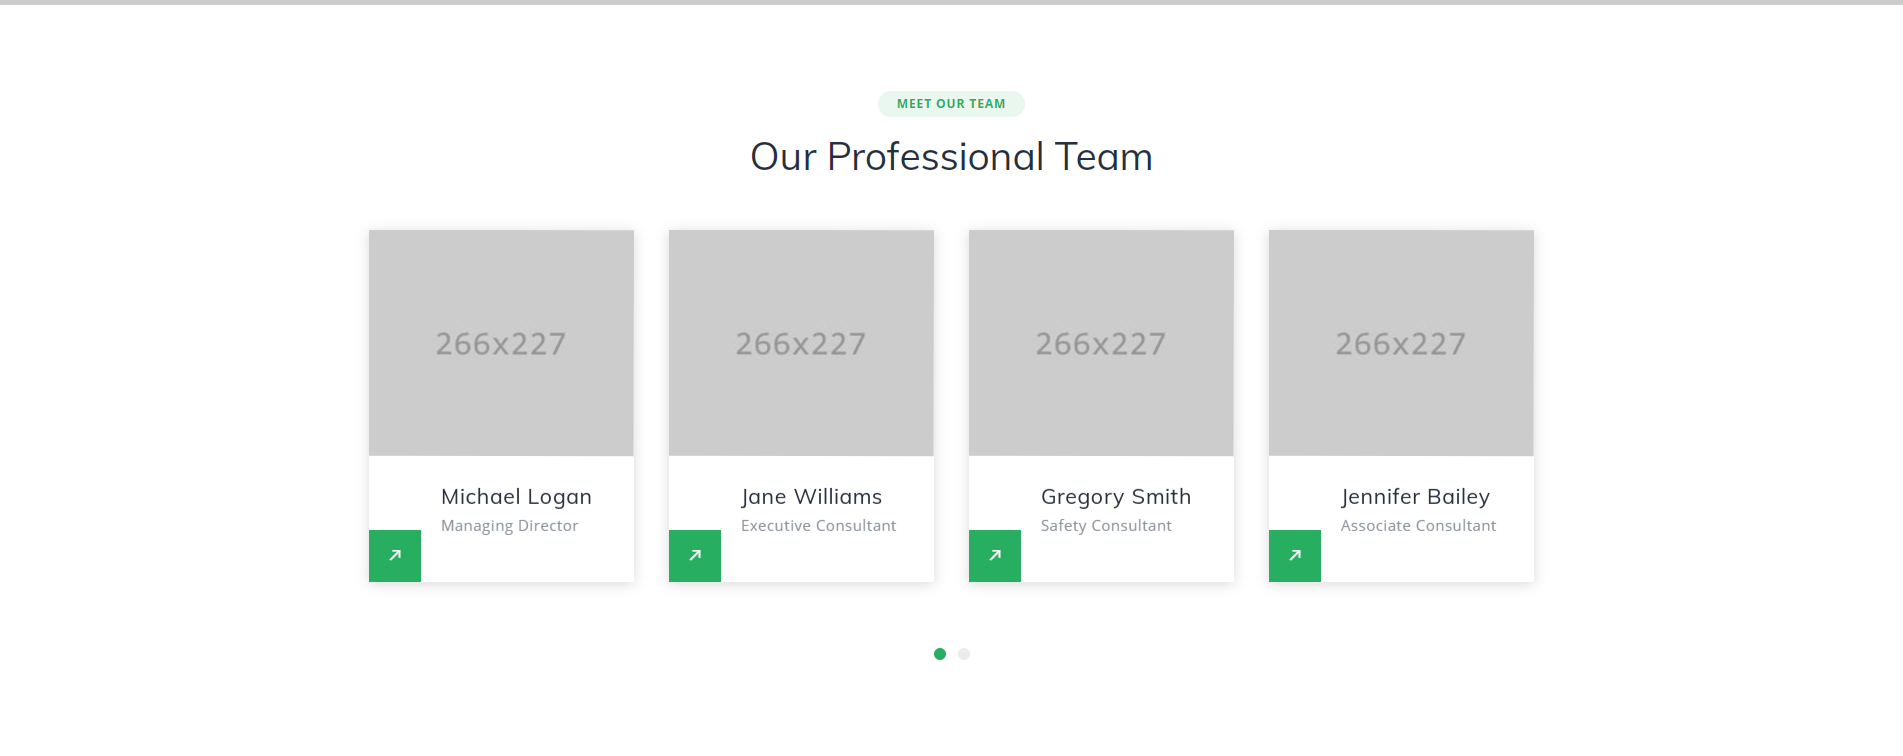 MEET OUR TEAM
Our Professional Team
266x227
266x227
266x227
266x227
Michael Logan
Managing Director
Jane Williams
Executive Consultant
Gregory Smith
Safety Consultant
Jennifer Bailey
Associate Consultant